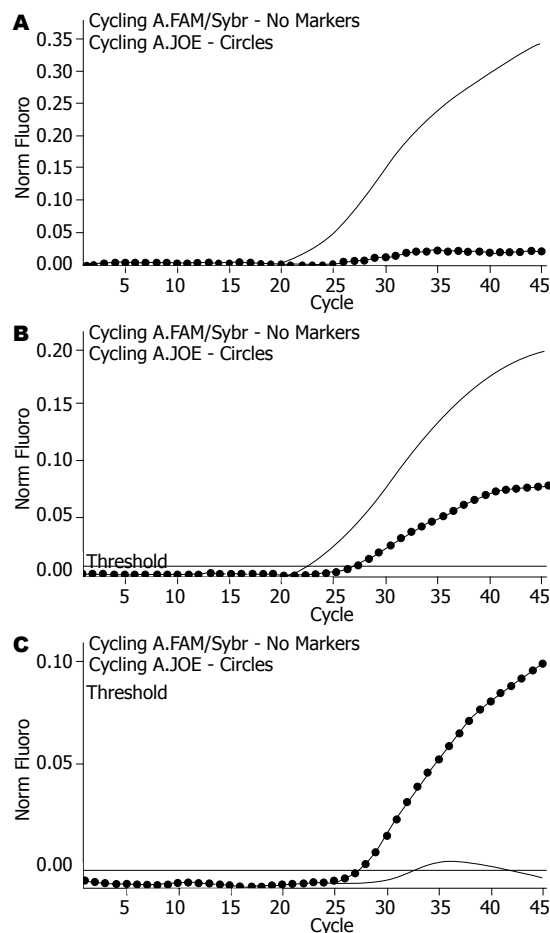 A
Cycling A.FAM/Sybr - No Markers
Cycling A.JOE - Circles
Norm Fluoro
0.35
0.30
0.25
0.20
0.15
0.10
0.05
0.00
5 10 15 20 25 30 35 40 45
Cycle
B
Cycling A.FAM/Sybr - No Markers
Cycling A.JOE - Circles
Norm Fluoro
0.20
0.15
0.10
0.05
Threshold
0.00
5 10 15 20 25 30 35 40 45
Cycle
C
Cycling A.FAM/Sybr - No Markers
Cycling A.JOE - Circles
Threshold
Norm Fluoro
0.10
0.05
0.00
5 10 15 20 25 30 35 40 45
Cycle